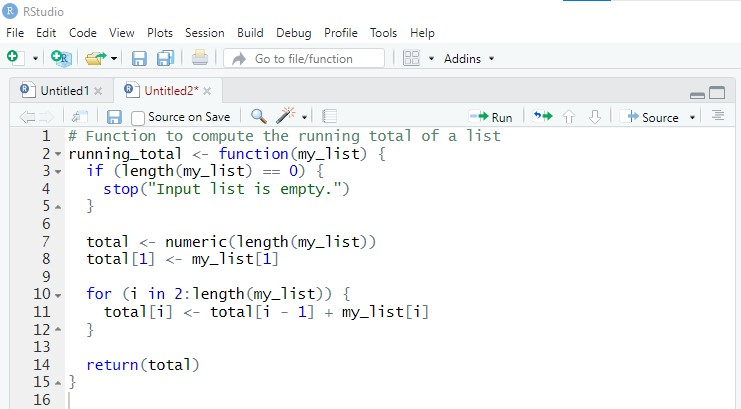 RStudio
File Edit Code View Plots Session Build Debug Profile Tools Help
Go to file/function Addins
Untitled1 Untitled2*
Source on Save Run Source
1 # Function to compute the running total of a list
2 running_total <- function(my_list) {
3   if (length(my_list) == 0) {
4     stop("Input list is empty.")
5   }
6
7   total <- numeric(length(my_list))
8   total[1] <- my_list[1]
9
10   for (i in 2:length(my_list)) {
11     total[i] <- total[i - 1] + my_list[i]
12   }
13
14   return(total)
15 }
16